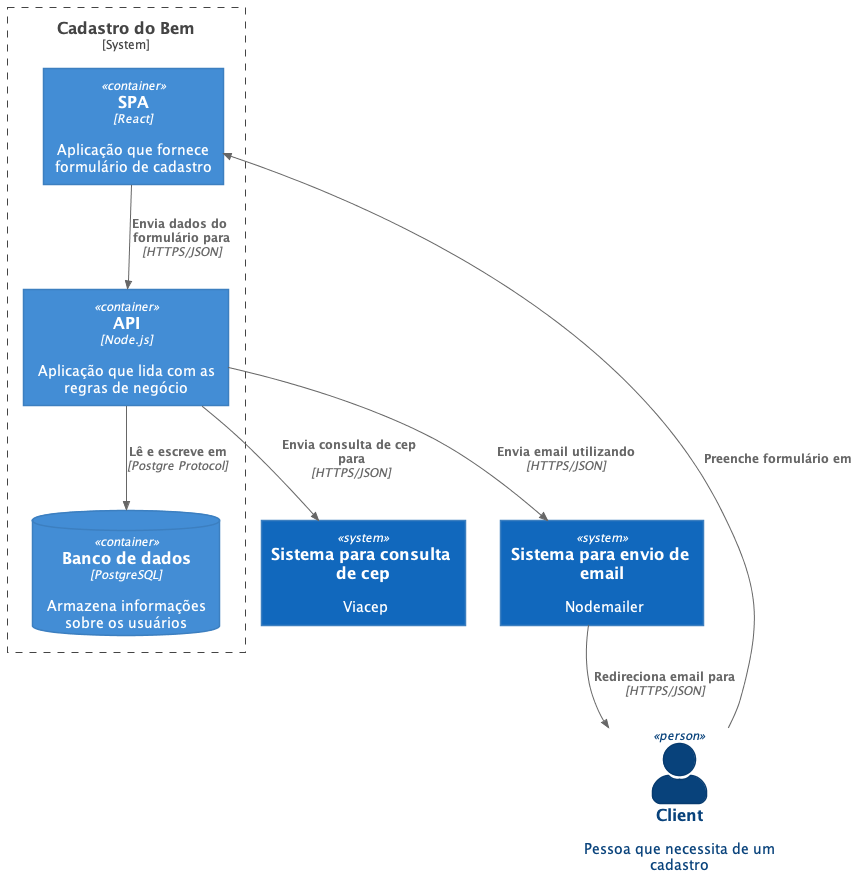 Cadastro do Bem
[System]
«container»
SPA
[React]
Aplicação que fornece
formulário de cadastro
Envia dados do
formulário para
[HTTPS/JSON]
«container»
API
[Node.js]
Aplicação que lida com as
regras de negócio
Lê e escreve em
[Postgre Protocol]
Envia consulta de cep
para
[HTTPS/JSON]
Envia email utilizando
[HTTPS/JSON]
Preenche formulário em
«container»
Banco de dados
[PostgreSQL]
Armazena informações
sobre os usuários
«system»
Sistema para consulta
de cep
Viacep
«system»
Sistema para envio de
email
Nodemailer
Redireciona email para
[HTTPS/JSON]
«person»
Client
Pessoa que necessita de um
cadastro